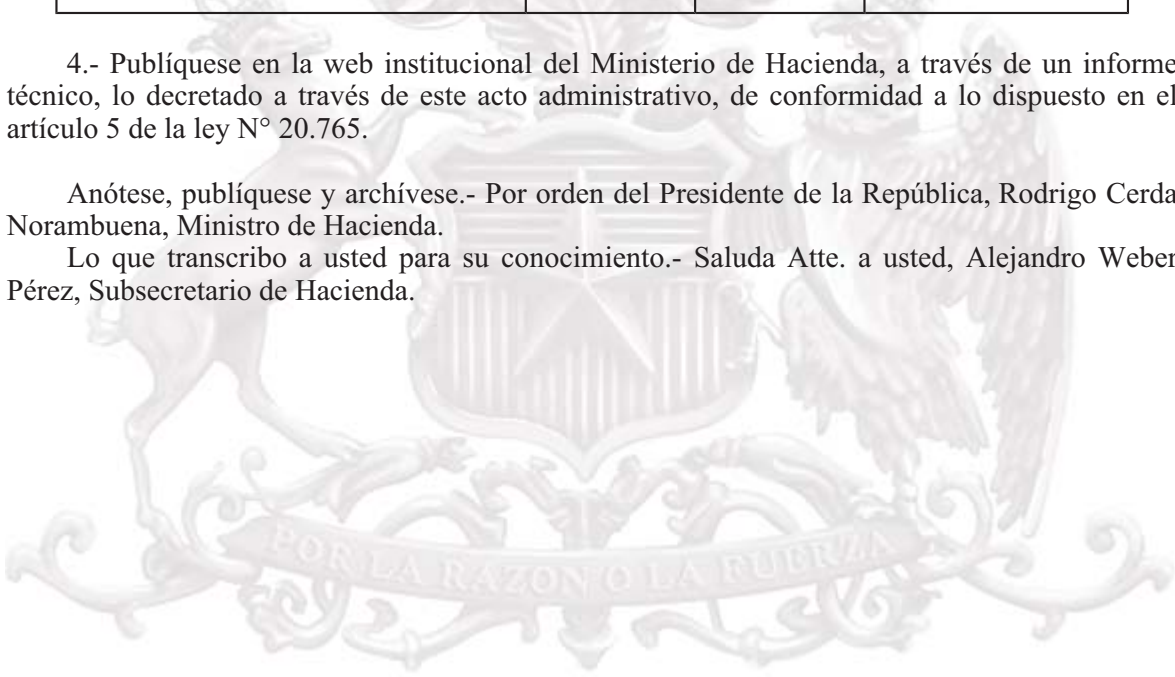 4.- Publíquese en la web institucional del Ministerio de Hacienda, a través de un informe
técnico, lo decretado a través de este acto administrativo, de conformidad a lo dispuesto en el
artículo 5 de la ley N° 20.765.
Anótese, publíquese y archívese.- Por orden del Presidente de la República, Rodrigo Cerda
Norambuena, Ministro de Hacienda.
Lo que transcribo a usted para su conocimiento.- Saluda Atte. a usted, Alejandro Weber
Pérez, Subsecretario de Hacienda.
POR LA RAZON O LA FUERZA